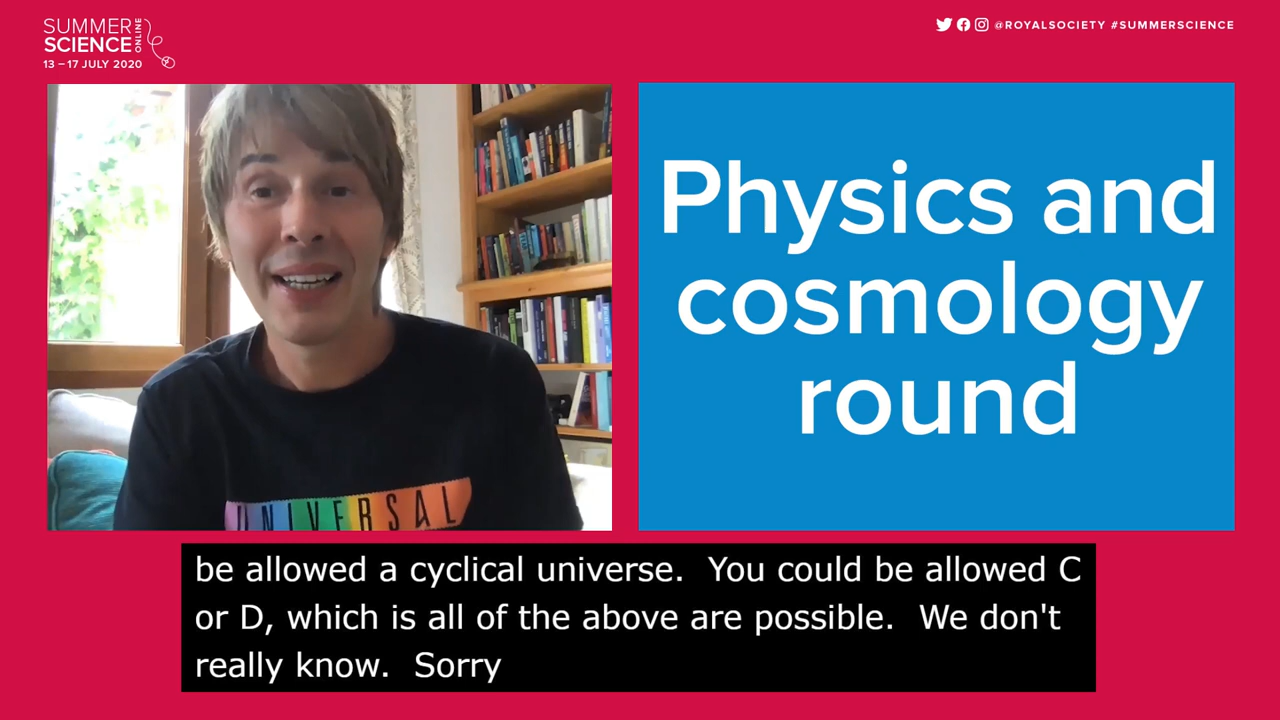 SUMMER
SCIENCE
ONLINE
13 – 17 JULY 2020
@ROYALSOCIETY #SUMMERSCIENCE
UNIVERSAL
Physics and
cosmology
round
be allowed a cyclical universe.  You could be allowed C
or D, which is all of the above are possible.  We don't
really know.  Sorry